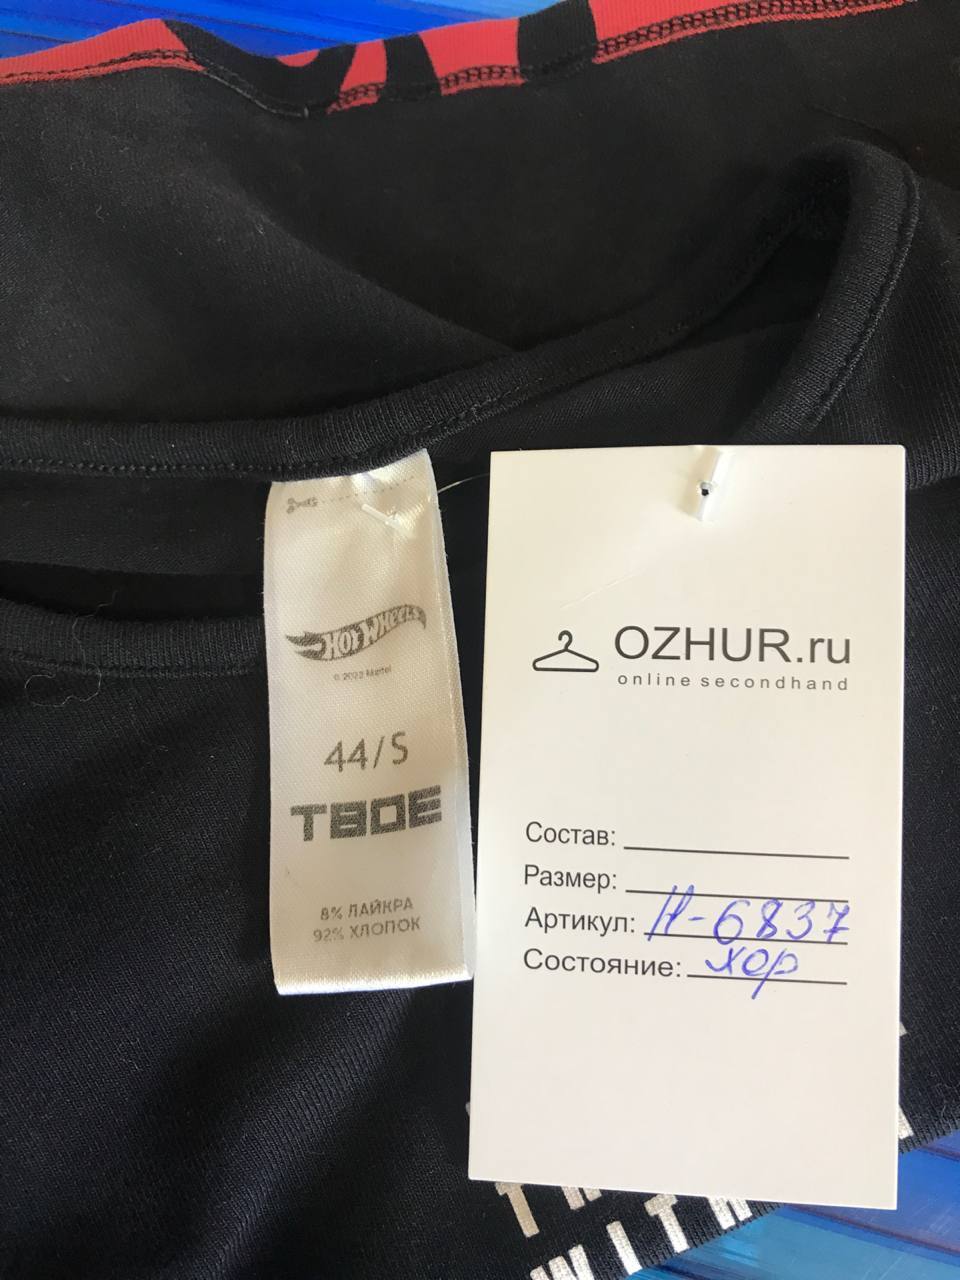 HOT WHEELS
© 2022 Mattel
44/S
ТВОЕ
8% ЛАЙКРА
92% ХЛОПОК
OZHUR.ru
online secondhand
Состав:
Размер:
Артикул: Н-6837
Состояние: хор